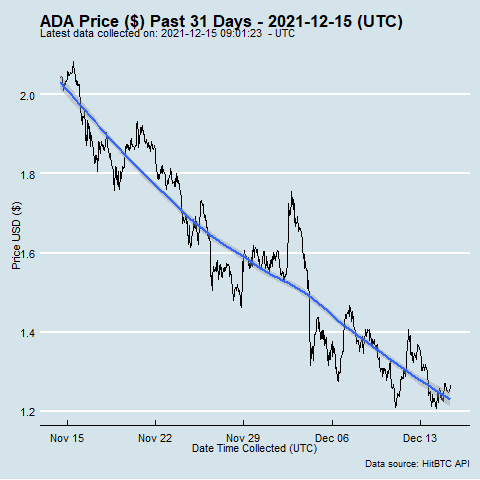 ADA Price ($) Past 31 Days - 2021-12-15 (UTC)
Latest data collected on: 2021-12-15 09:01:23  - UTC
Price USD ($)
2.0
1.8
1.6
1.4
1.2
Nov 15 Nov 22 Nov 29 Dec 06 Dec 13
Date Time Collected (UTC)
Data source: HitBTC API